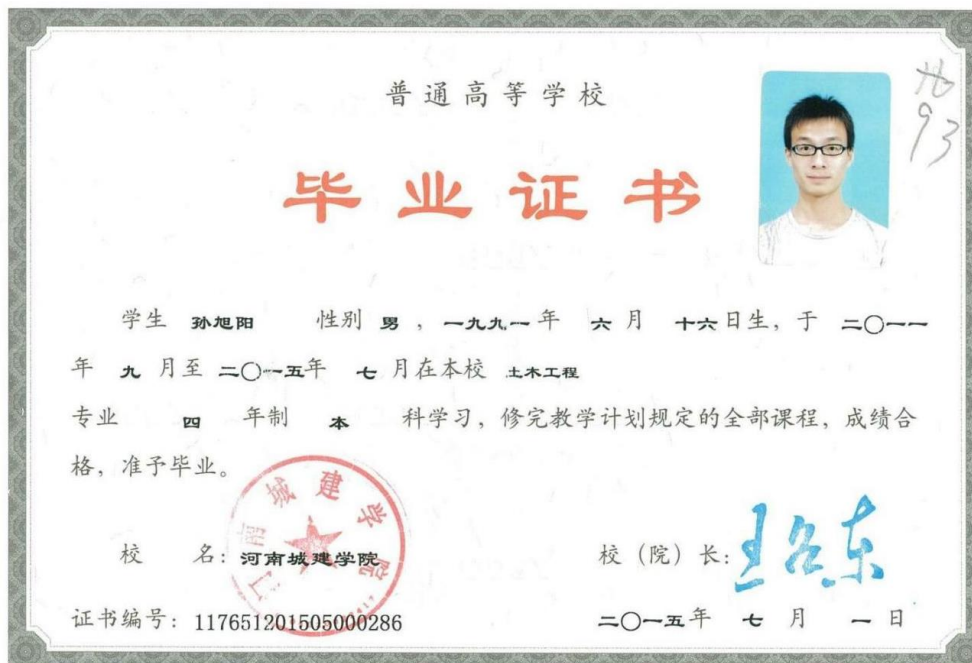 普通高等学校
毕业证书
93
学生 孙旭阳 性别 男 ，一九九一 年 六 月 十六日生，于 二〇一一
年 九 月至 二〇一五年 七 月在本校 土木工程
专业 四 年制 本 科学习，修完教学计划规定的全部课程，成绩合
格，准予毕业。
城建学院
校 名：河南城建学院
校（院）长：
证书编号：117651201505000286
二〇一五年 七 月 一 日